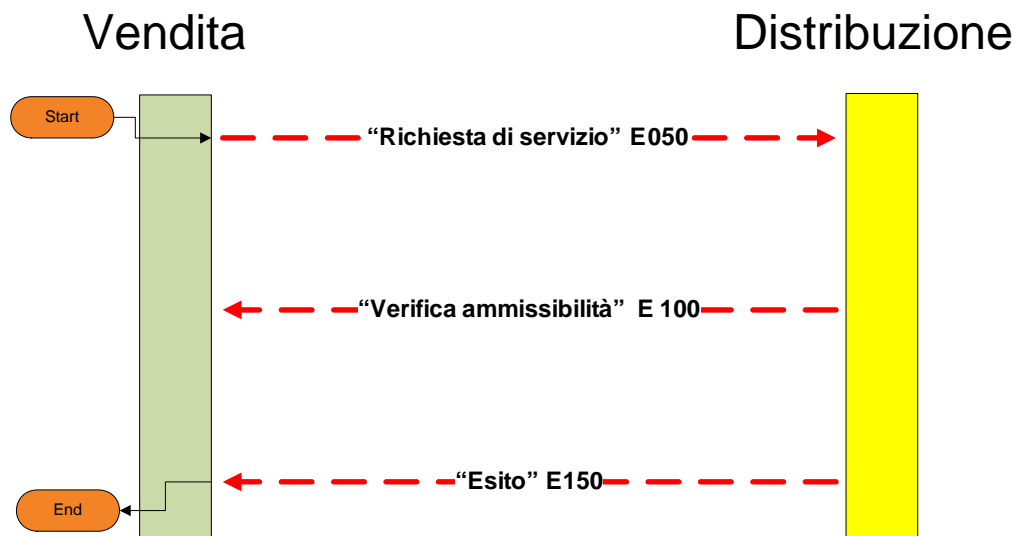 Vendita
Distribuzione
Start
“Richiesta di servizio” E050
“Verifica ammissibilità” E 100
“Esito” E150
End